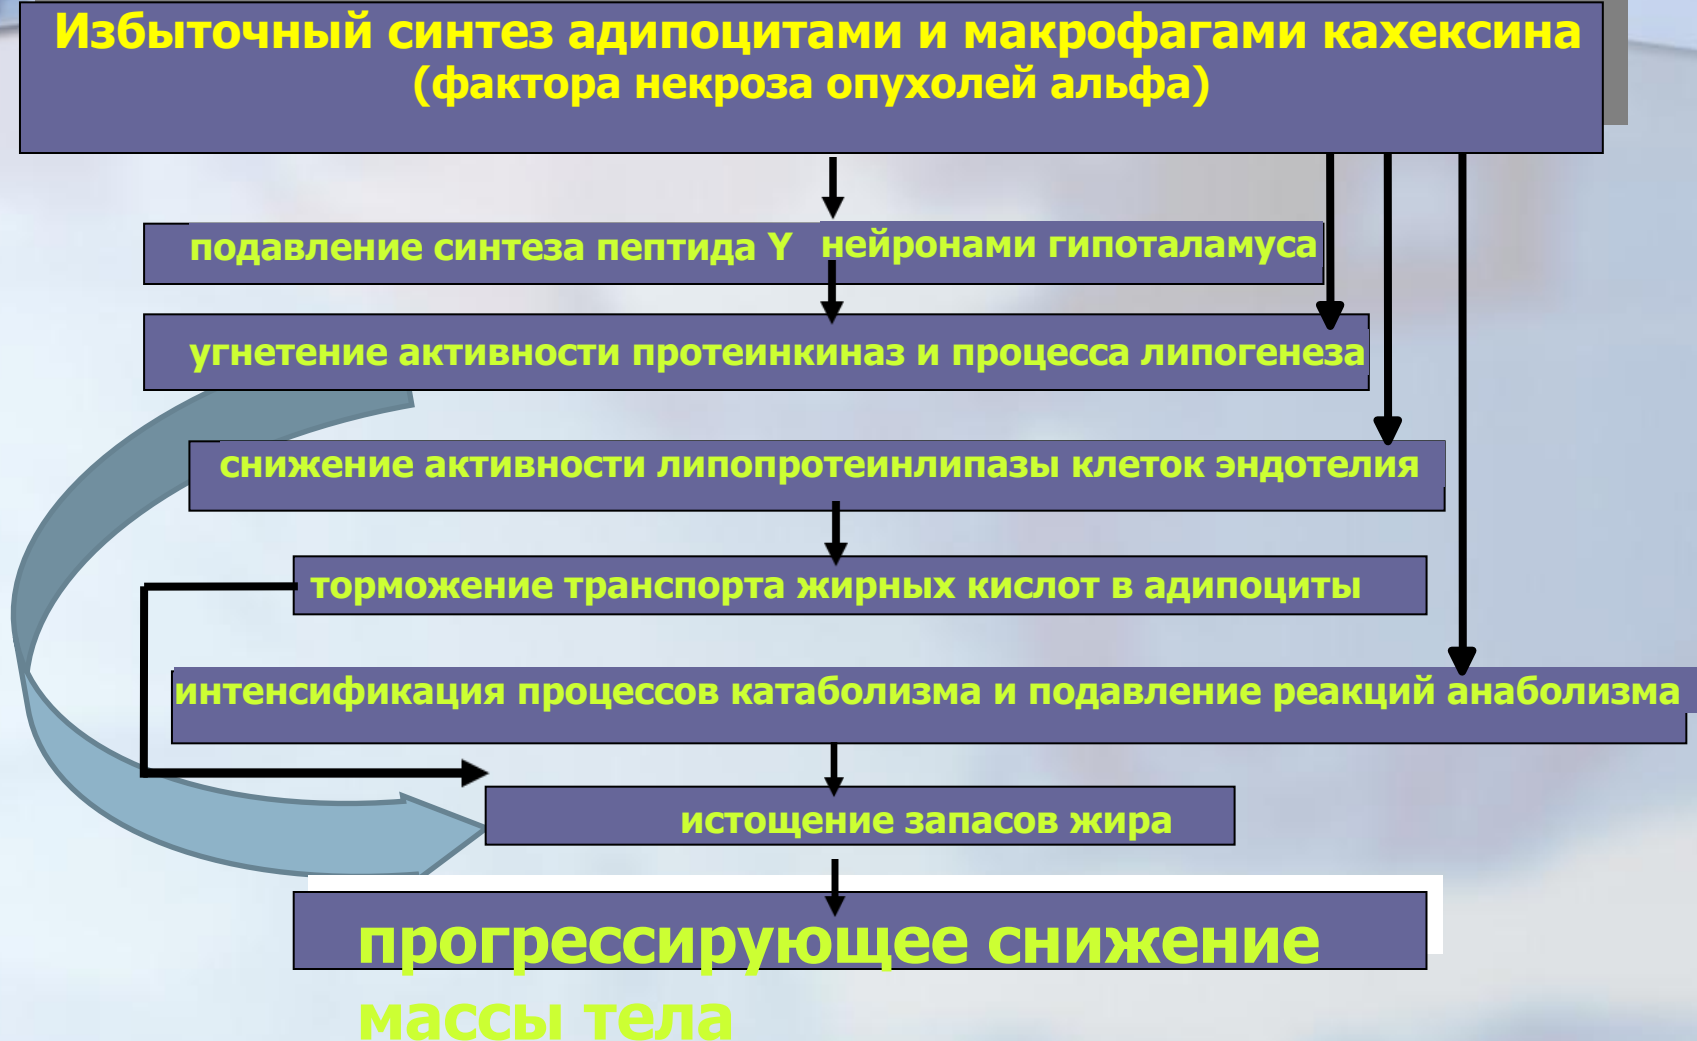 Избыточный синтез адипоцитами и макрофагами кахексина
(фактора некроза опухолей альфа)
подавление синтеза пептида Y нейронами гипоталамуса
угнетение активности протеинкиназ и процесса липогенеза
снижение активности липопротеинлипазы клеток эндотелия
торможение транспорта жирных кислот в адипоциты
интенсификация процессов катаболизма и подавление реакций анаболизма
истощение запасов жира
прогрессирующее снижение
массы тела